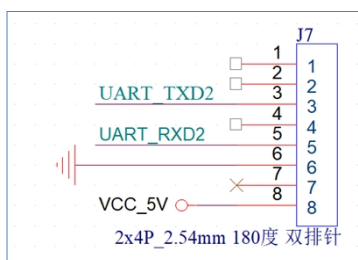 J7
1 1
2 2
UART_TXD2 3 3
4 4
UART_RXD2 5 5
6 6
7 7
VCC_5V 8 8
2x4P_2.54mm 180度 双排针